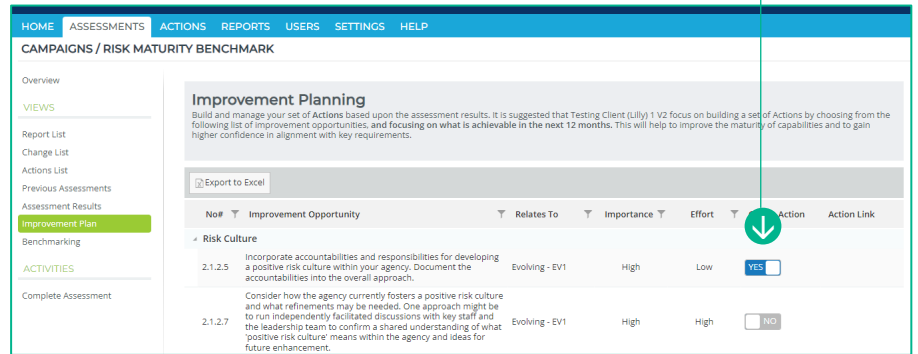 HOME ASSESSMENTS ACTIONS REPORTS USERS SETTINGS HELP
CAMPAIGNS / RISK MATURITY BENCHMARK
Overview
VIEWS
Report List
Change List
Actions List
Previous Assessments
Assessment Results
Improvement Plan
Benchmarking
ACTIVITIES
Complete Assessment
Improvement Planning
Build and manage your set of Actions based upon the assessment results. It is suggested that Testing Client (Lilly) 1 V2 focus on building a set of Actions by choosing from the
following list of improvement opportunities, and focusing on what is achievable in the next 12 months. This will help to improve the maturity of capabilities and to gain
higher confidence in alignment with key requirements.
Export to Excel
No# Improvement Opportunity Relates To Importance Effort Action Action Link
Risk Culture
Incorporate accountabilities and responsibilities for developing
2.1.2.5 a positive risk culture within your agency. Document the Evolving - EV1 High Low YES
accountabilities into the overall approach.
Consider how the agency currently fosters a positive risk culture
and what refinements may be needed. One approach might be
to run independently facilitated discussions with key staff and
2.1.2.7 the leadership team to confirm a shared understanding of what Evolving - EV1 High High NO
'positive risk culture' means within the agency and ideas for
future enhancement.